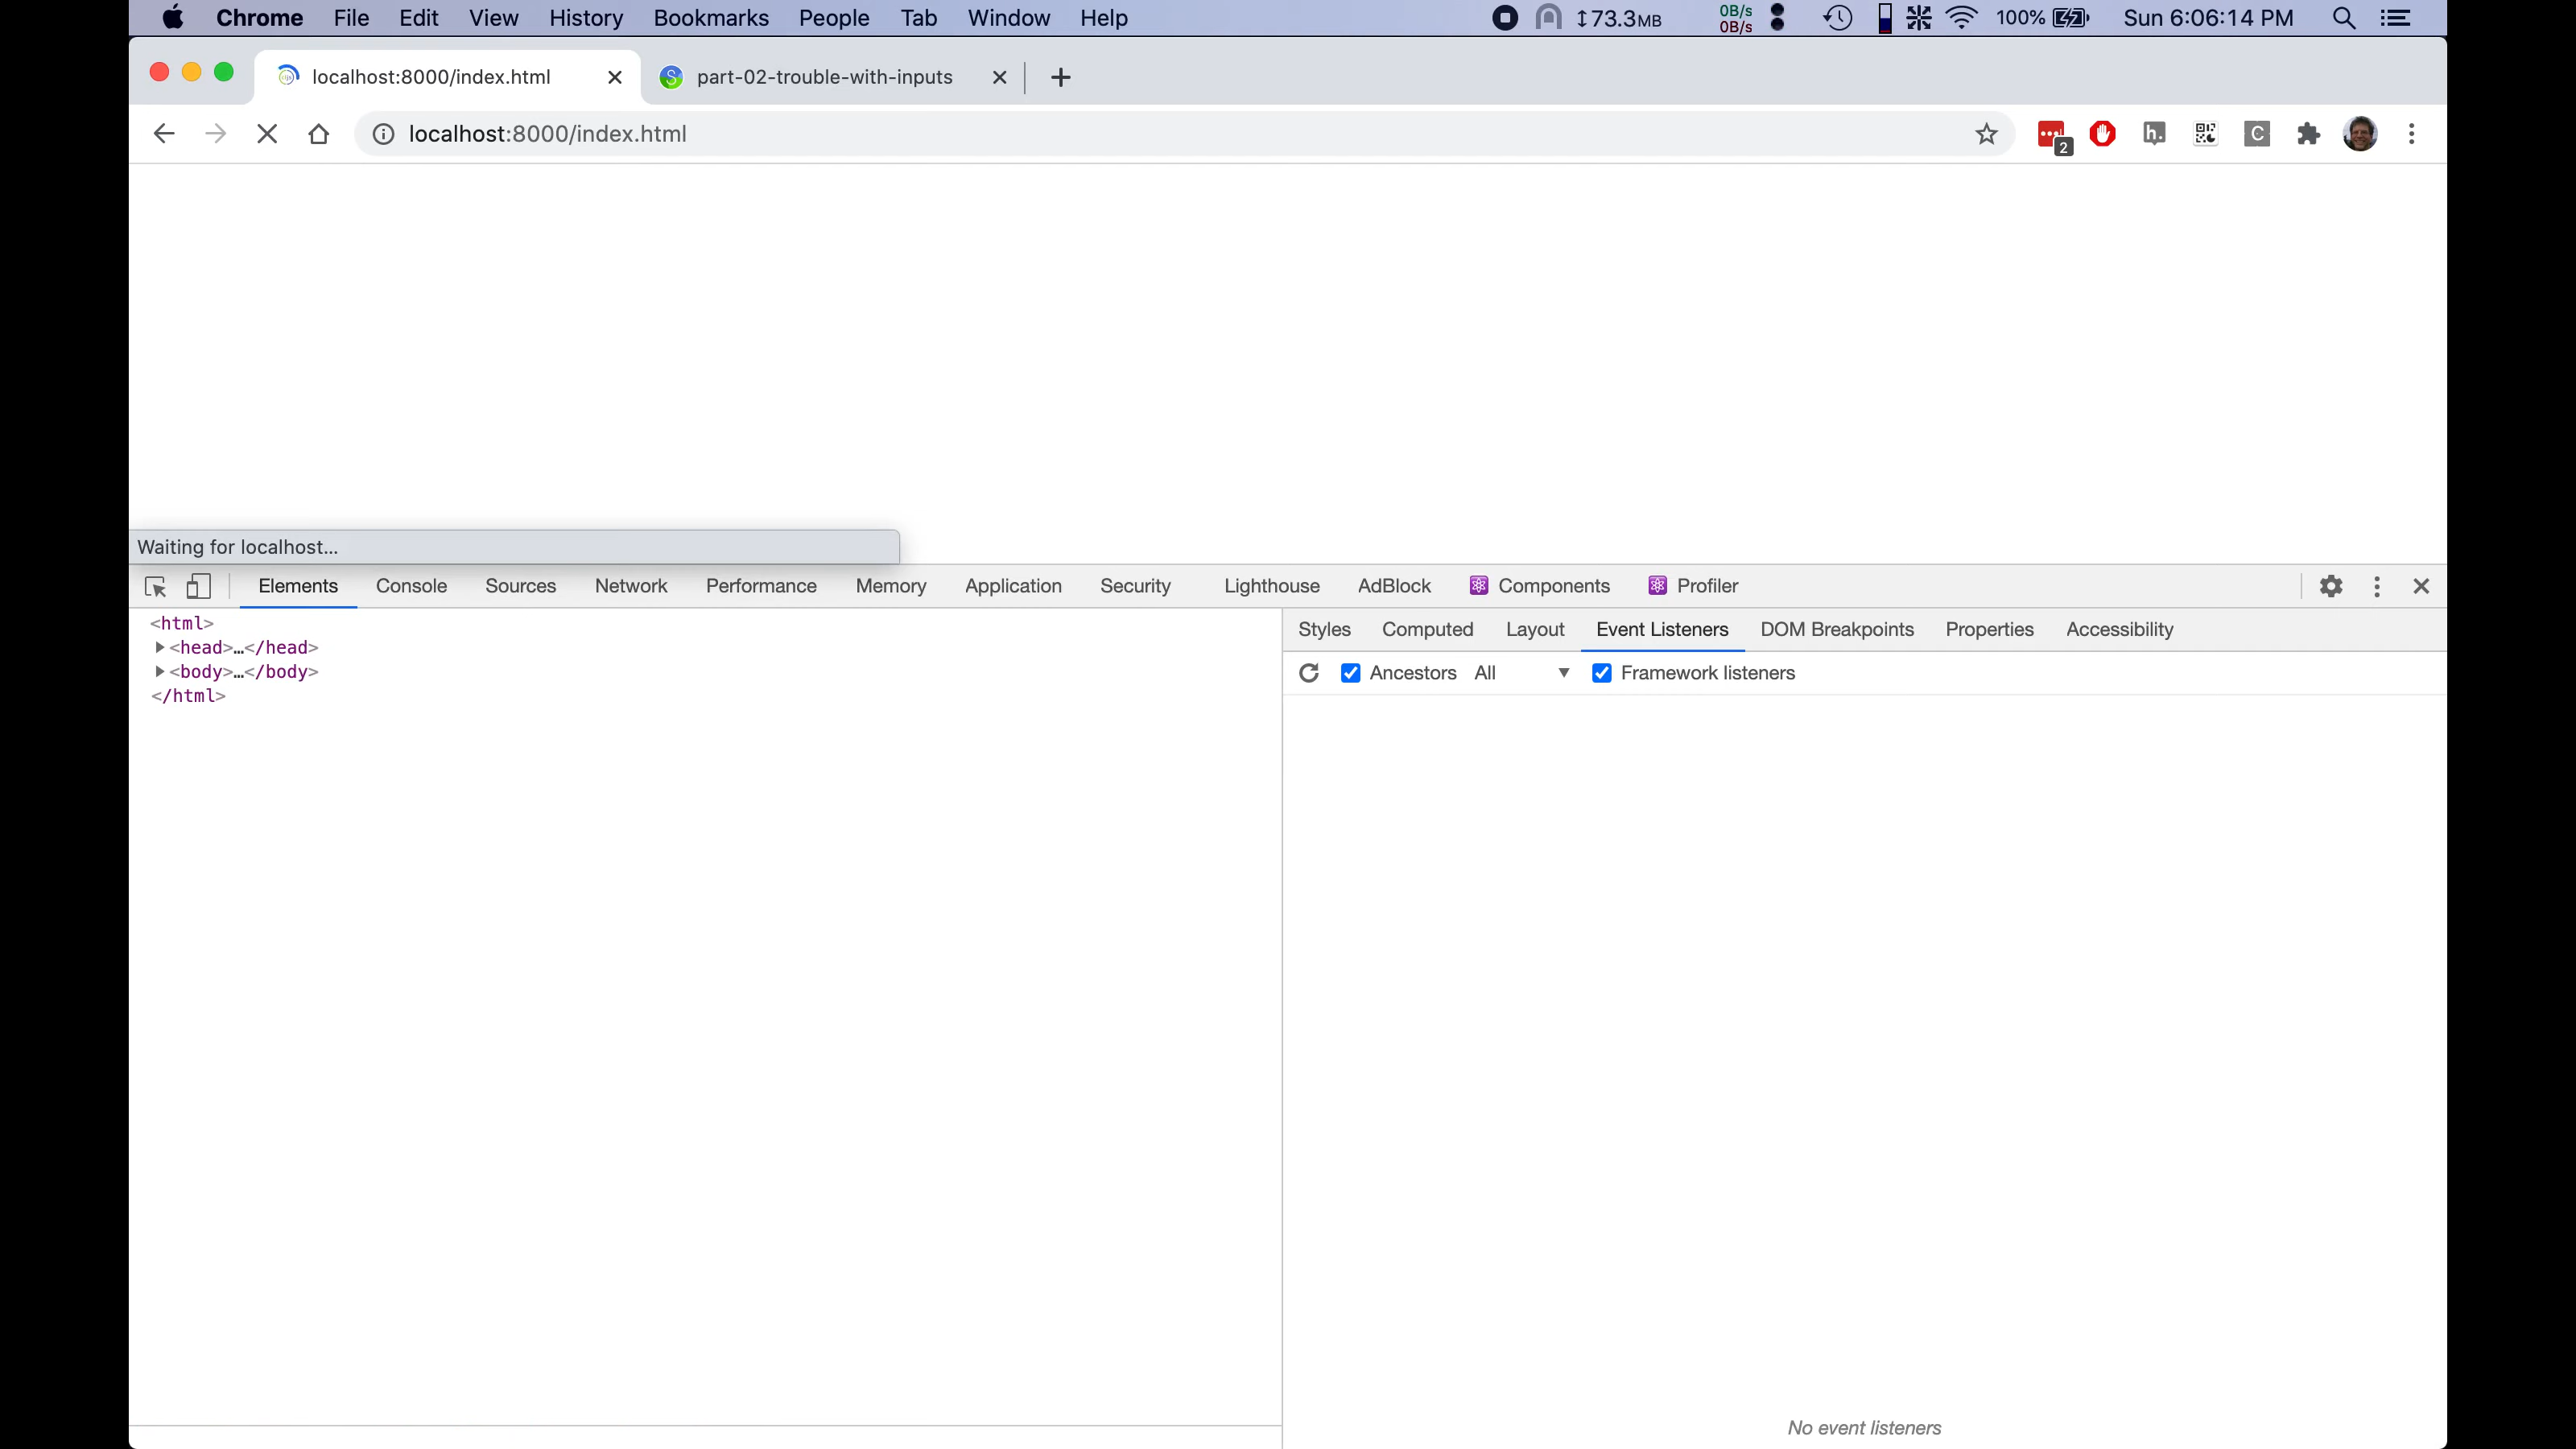 Chrome File Edit View History Bookmarks People Tab Window Help ↕73.3MB 0B/s 0B/s 100% Sun 6:06:14 PM
localhost:8000/index.html part-02-trouble-with-inputs
localhost:8000/index.html 2 h. C
Waiting for localhost...
Elements Console Sources Network Performance Memory Application Security Lighthouse AdBlock Components Profiler
<html>
<head>…</head>
<body>…</body>
</html>
Styles Computed Layout Event Listeners DOM Breakpoints Properties Accessibility
Ancestors All Framework listeners
No event listeners